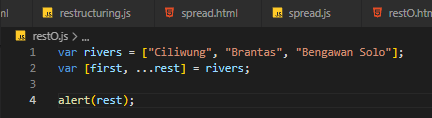 nl restructuring.js spread.html spread.js restO.htm
restO.js > ...
1 var rivers = ["Ciliwung", "Brantas", "Bengawan Solo"];
2 var [first, ...rest] = rivers;
3
4 alert(rest);